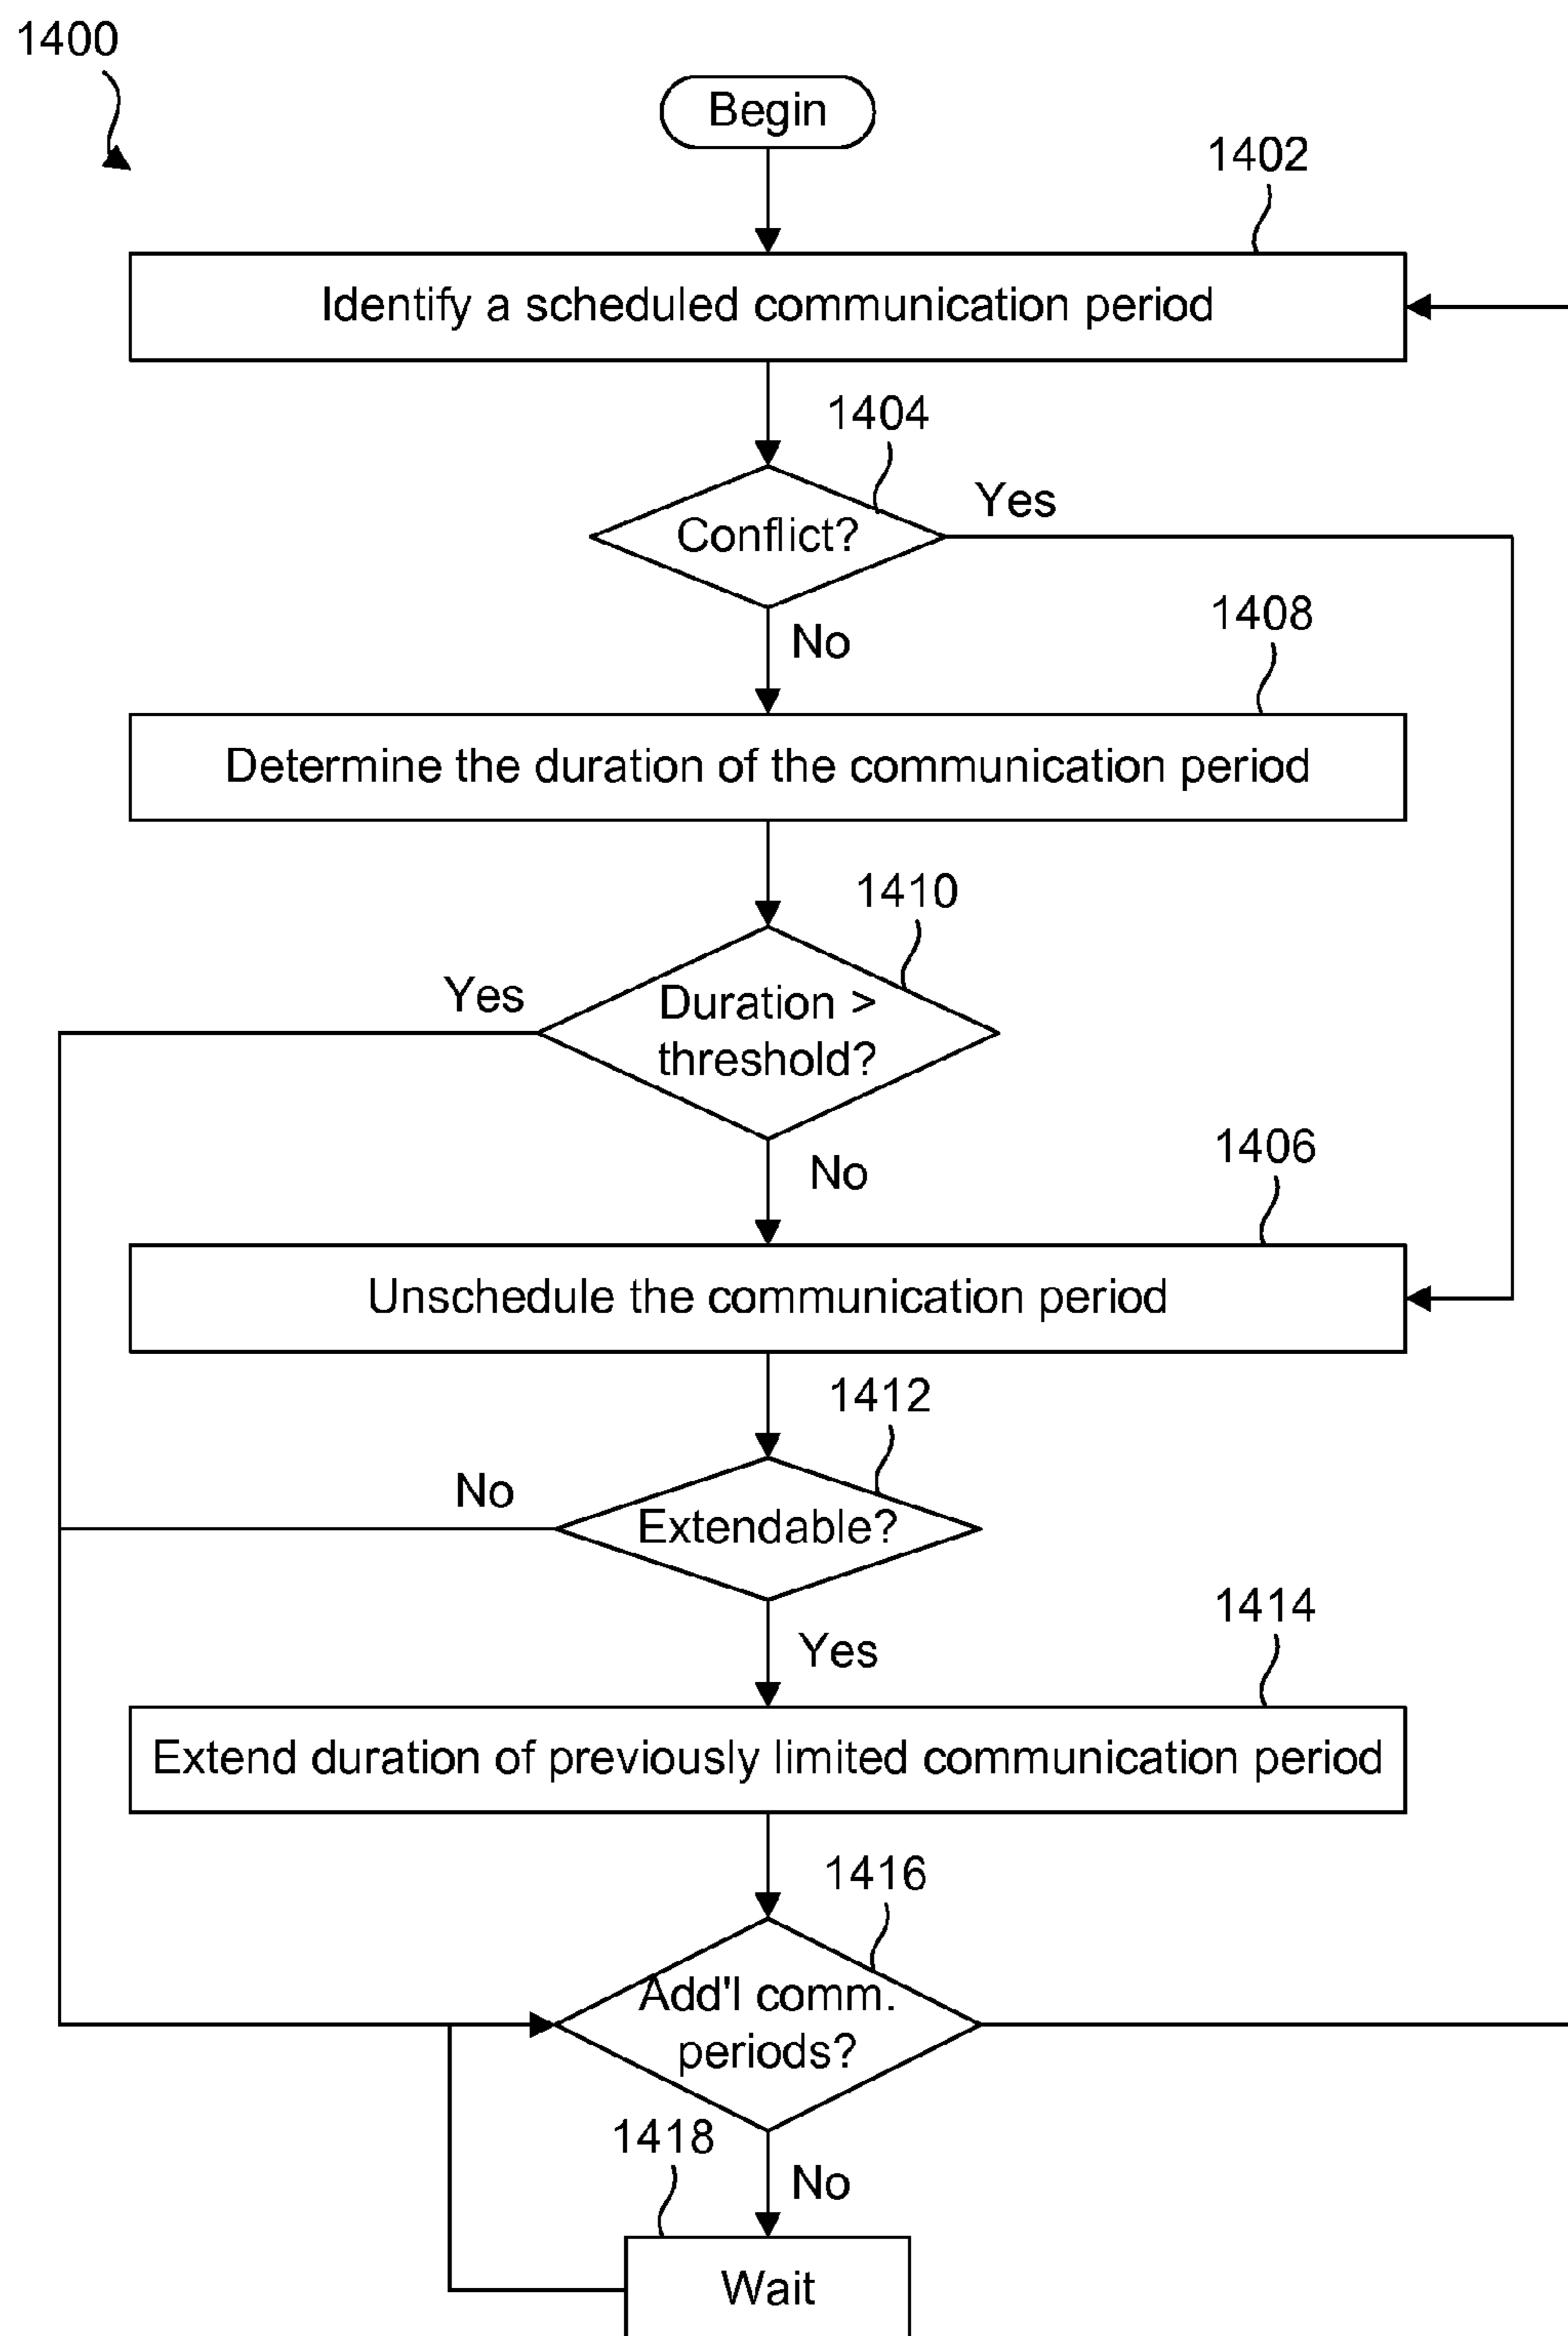 1400
Begin
1402
Identify a scheduled communication period
1404
Conflict?
Yes
No
1408
Determine the duration of the communication period
1410
Yes
Duration >
threshold?
No
1406
Unschedule the communication period
1412
No
Extendable?
Yes
1414
Extend duration of previously limited communication period
1416
Add'l comm.
periods?
1418
No
Wait